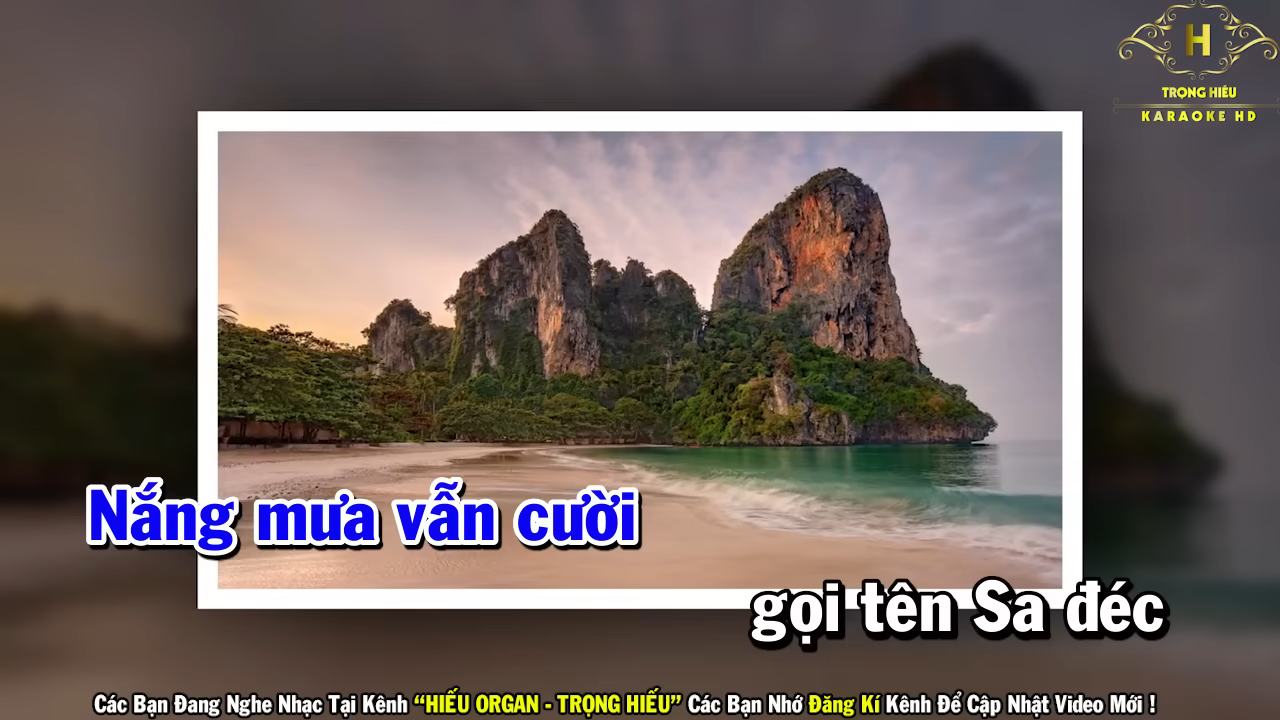 H
TRỌNG HIẾU
KARAOKE HD
Nắng mưa vẫn cười
gọi tên Sa đéc
Các Bạn Đang Nghe Nhạc Tại Kênh “HIẾU ORGAN - TRỌNG HIẾU” Các Bạn Nhớ Đăng Kí Kênh Để Cập Nhật Video Mới !